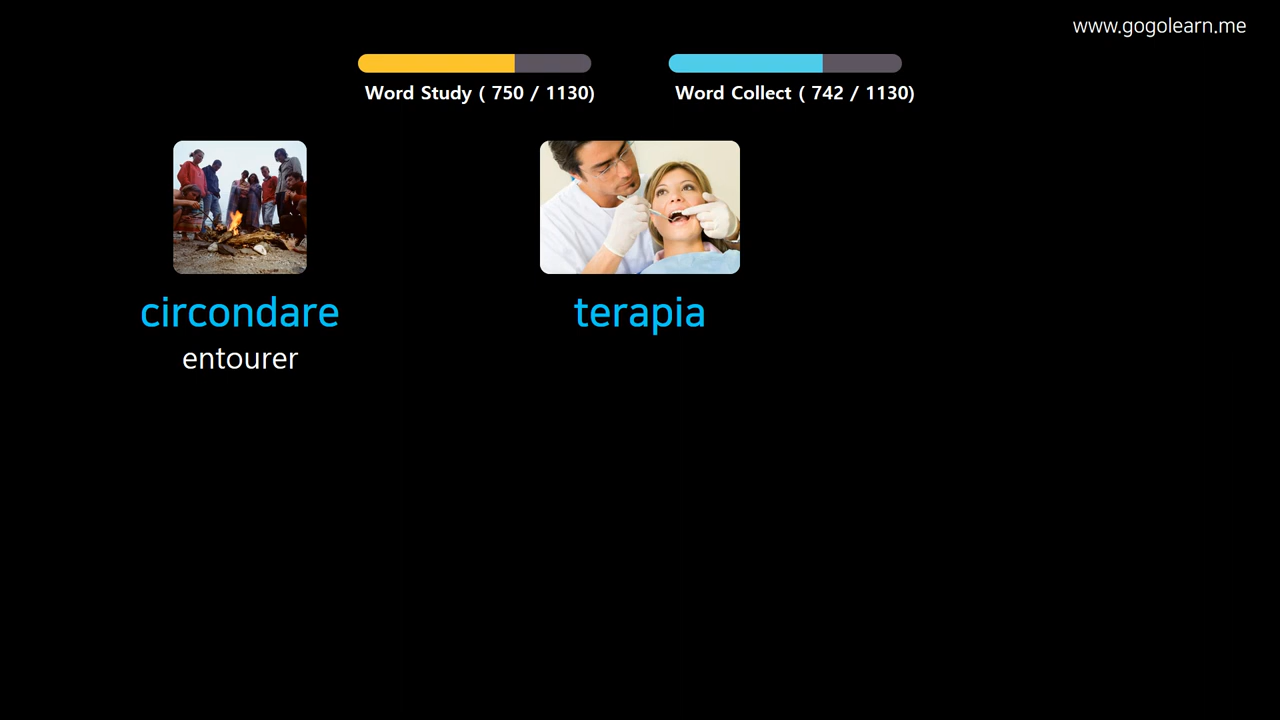 www.gogolearn.me
Word Study ( 750 / 1130)
Word Collect ( 742 / 1130)
circondare
entourer
terapia